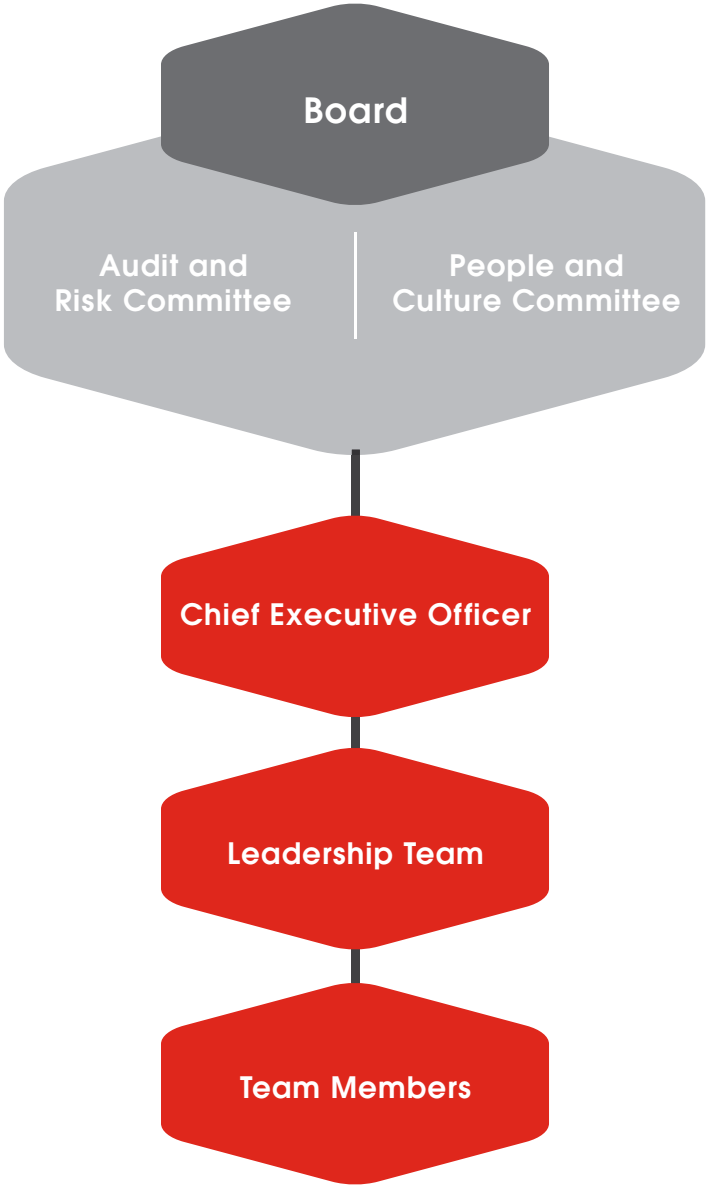 Board
Audit and
Risk Committee
People and
Culture Committee
Chief Executive Officer
Leadership Team
Team Members